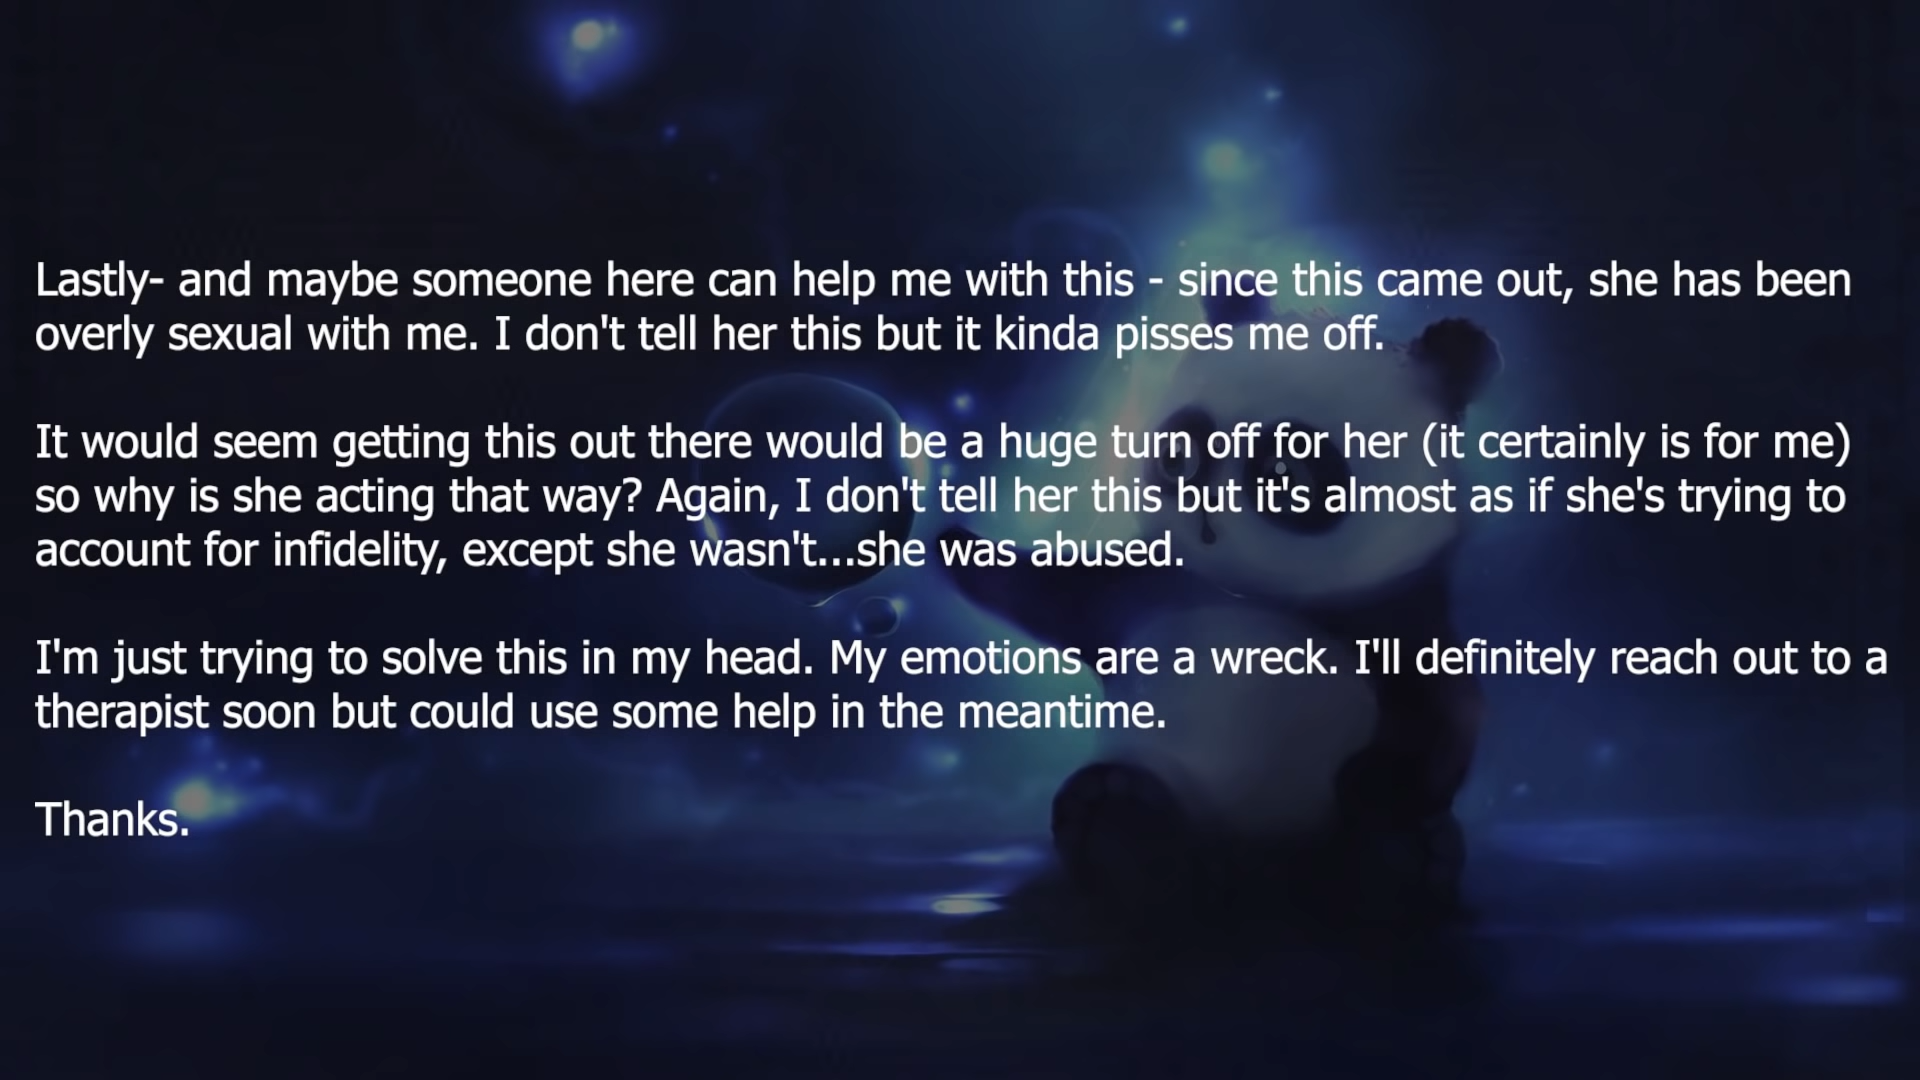 Lastly- and maybe someone here can help me with this - since this came out, she has been
overly sexual with me. I don't tell her this but it kinda pisses me off.
It would seem getting this out there would be a huge turn off for her (it certainly is for me)
so why is she acting that way? Again, I don't tell her this but it's almost as if she's trying to
account for infidelity, except she wasn't...she was abused.
I'm just trying to solve this in my head. My emotions are a wreck. I'll definitely reach out to a
therapist soon but could use some help in the meantime.
Thanks.